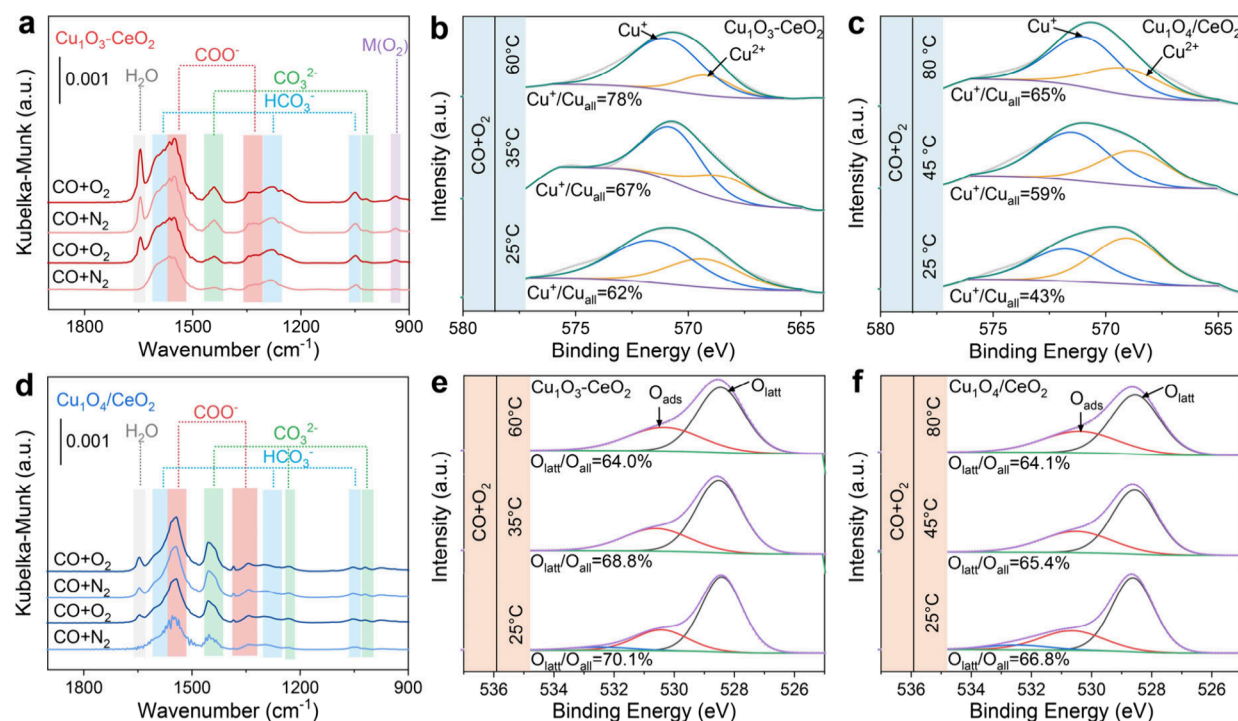 a
Cu₁O₃-CeO₂
0.001
H₂O
COO⁻
CO₃²⁻
HCO₃⁻
M(O₂)
CO+O₂
CO+N₂
CO+O₂
CO+N₂
Kubelka-Munk (a.u.)
1800 1500 1200 900
Wavenumber (cm⁻¹)
b
CO+O₂
60°C
35°C
25°C
Cu⁺
Cu₁O₃-CeO₂
Cu²⁺
Cu⁺/Cuₐₗₗ=78%
Cu⁺/Cuₐₗₗ=67%
Cu⁺/Cuₐₗₗ=62%
Intensity (a.u.)
580 575 570 565
Binding Energy (eV)
c
CO+O₂
80°C
45 °C
25 °C
Cu⁺
Cu₁O₄/CeO₂
Cu²⁺
Cu⁺/Cuₐₗₗ=65%
Cu⁺/Cuₐₗₗ=59%
Cu⁺/Cuₐₗₗ=43%
Intensity (a.u.)
580 575 570 565
Binding Energy (eV)
d
Cu₁O₄/CeO₂
0.001
H₂O
COO⁻
CO₃²⁻
HCO₃⁻
CO+O₂
CO+N₂
CO+O₂
CO+N₂
Kubelka-Munk (a.u.)
1800 1500 1200 900
Wavenumber (cm⁻¹)
e
CO+O₂
60°C
35°C
25°C
Cu₁O₃-CeO₂
Oₐdₛ
Oₗₐₜₜ
Oₗₐₜₜ/Oₐₗₗ=64.0%
Oₗₐₜₜ/Oₐₗₗ=68.8%
Oₗₐₜₜ/Oₐₗₗ=70.1%
Intensity (a.u.)
536 534 532 530 528 526
Binding Energy (eV)
f
CO+O₂
80°C
45°C
25°C
Cu₁O₄/CeO₂
Oₐdₛ
Oₗₐₜₜ
Oₗₐₜₜ/Oₐₗₗ=64.1%
Oₗₐₜₜ/Oₐₗₗ=65.4%
Oₗₐₜₜ/Oₐₗₗ=66.8%
Intensity (a.u.)
536 534 532 530 528 526
Binding Energy (eV)